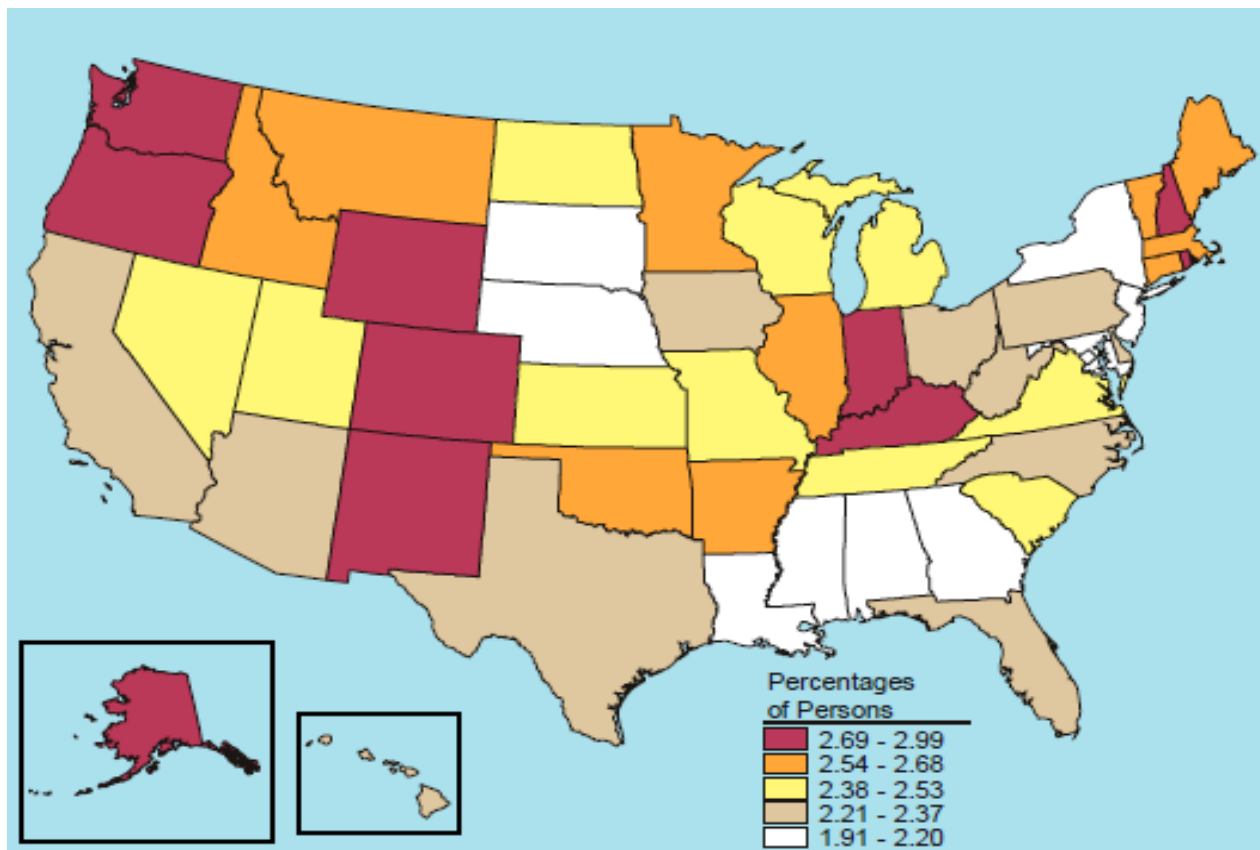 Percentages
of Persons
2.69 - 2.99
2.54 - 2.68
2.38 - 2.53
2.21 - 2.37
1.91 - 2.20